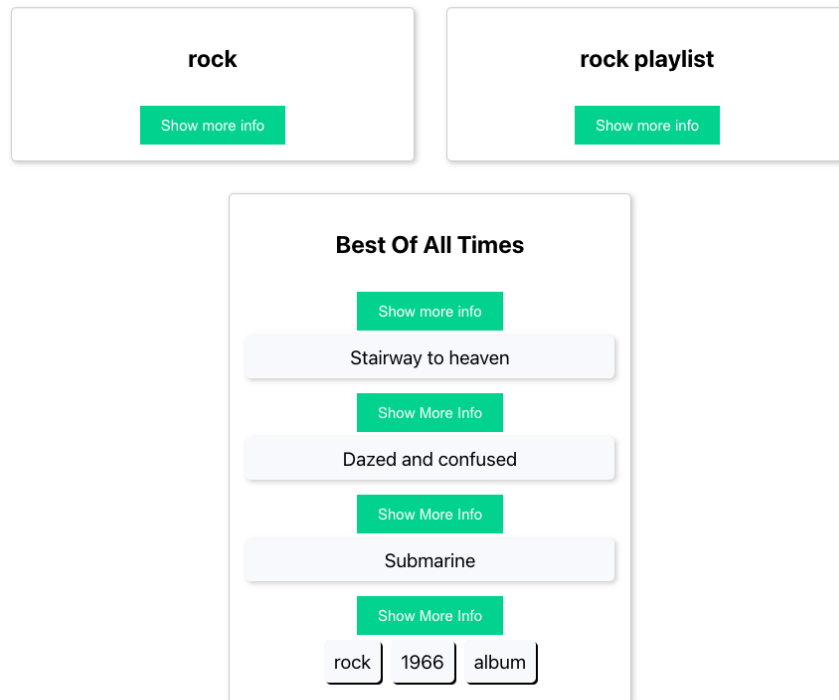 rock
Show more info
rock playlist
Show more info
Best Of All Times
Show more info
Stairway to heaven
Show More Info
Dazed and confused
Show More Info
Submarine
Show More Info
rock 1966 album